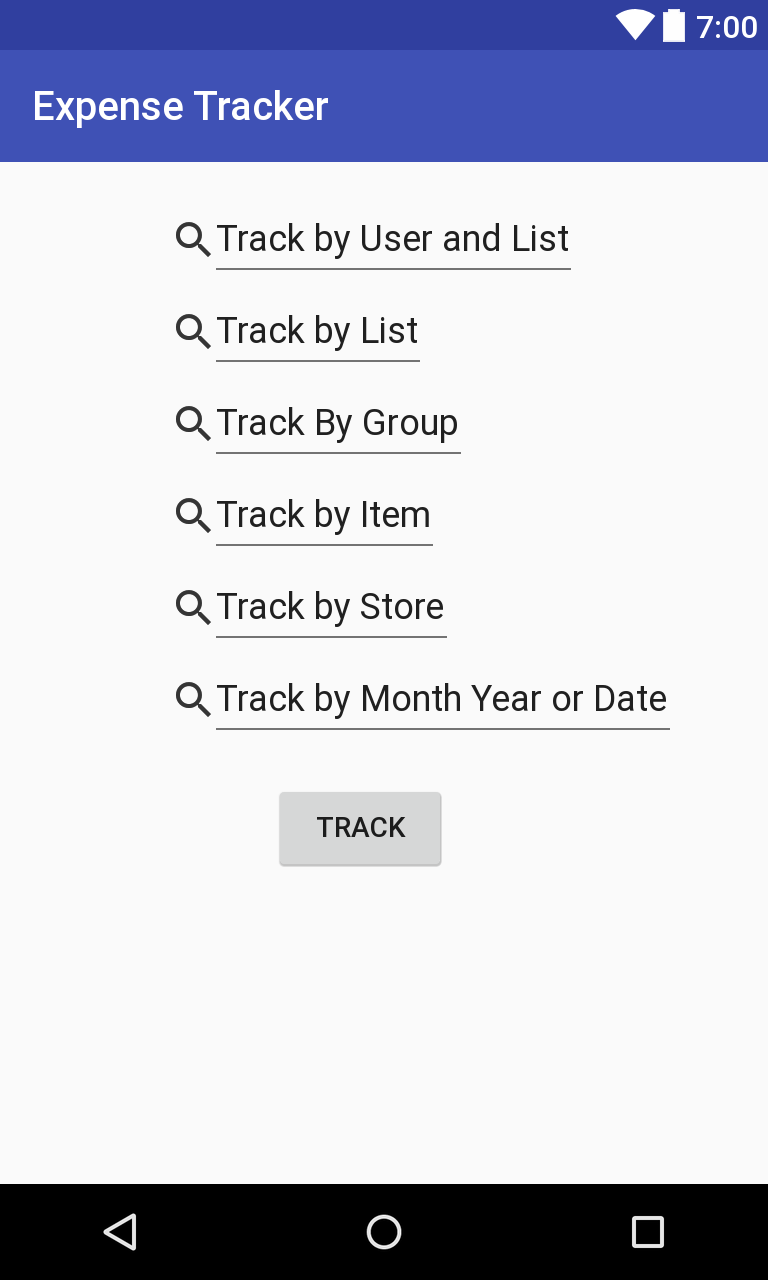 7:00
Expense Tracker
Track by User and List
Track by List
Track By Group
Track by Item
Track by Store
Track by Month Year or Date
TRACK